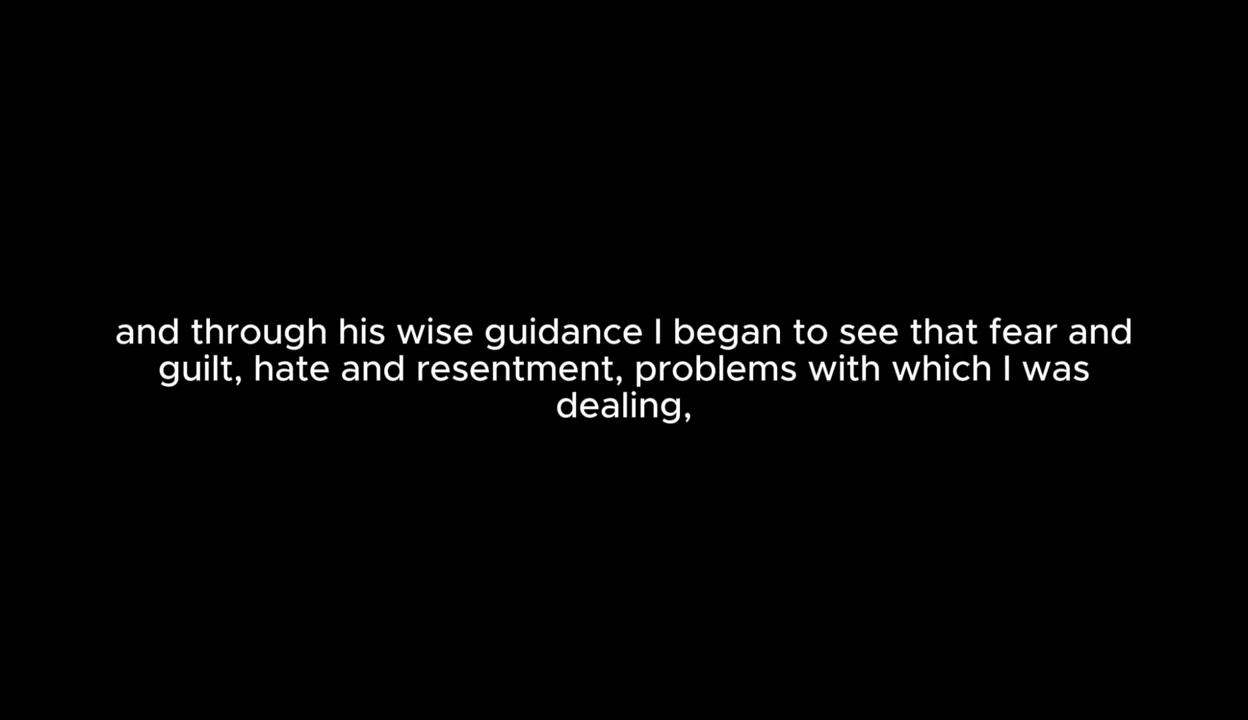 and through his wise guidance I began to see that fear and
guilt, hate and resentment, problems with which I was
dealing,